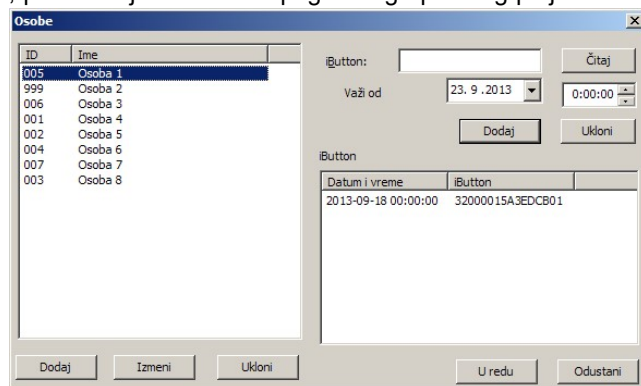 Osobe
ID Ime
005 Osoba 1
999 Osoba 2
006 Osoba 3
001 Osoba 4
002 Osoba 5
004 Osoba 6
007 Osoba 7
003 Osoba 8
Dodaj Izmeni Ukloni
iButton: Čitaj
Važi od 23. 9 .2013 0:00:00
Dodaj Ukloni
iButton
Datum i vreme iButton
2013-09-18 00:00:00 32000015A3EDCB01
U redu Odustani